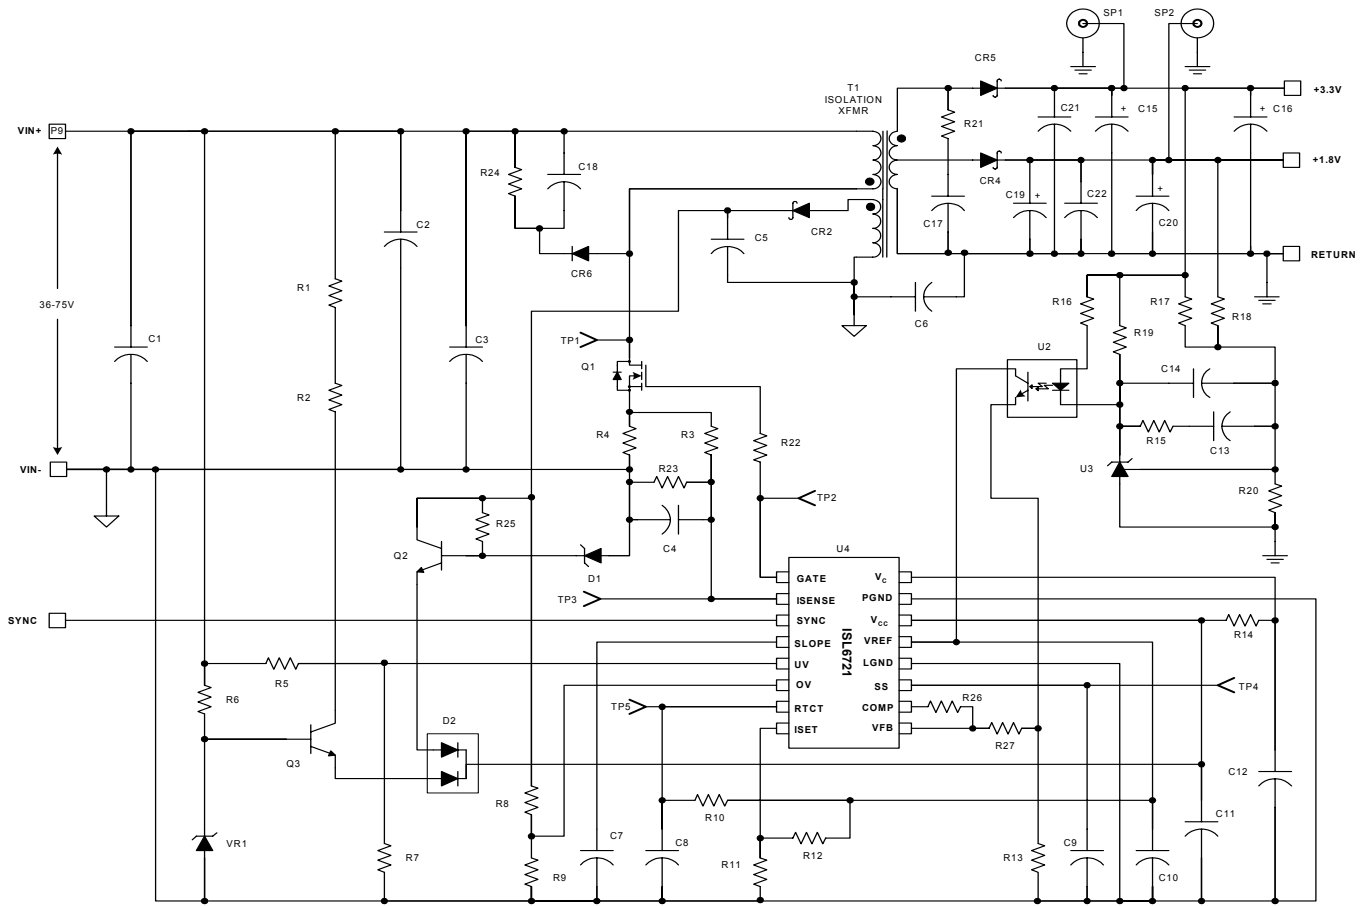 SP1
SP2
CR5
T1
ISOLATION
XFMR
+3.3V
C21
+
C15
+
C16
R21
VIN+
P9
+1.8V
R24
C18
CR4
C19
+
C22
+
C20
C17
C2
C5
CR2
RETURN
CR6
R1
36-75V
R16
R17
R18
C6
R19
C1
C3
TP1
U2
Q1
C14
R2
R4
R3
R22
R15
C13
VIN-
R23
U3
R20
TP2
R25
C4
Q2
U4
D1
GATE
VC
TP3
ISENSE
PGND
SYNC
SYNC
VCC
R14
SLOPE
ISL6721
VREF
UV
LGND
R5
OV
SS
TP4
R6
TP5
RTCT
COMP
R26
D2
ISET
VFB
R27
Q3
C12
R8
R10
C11
VR1
C7
C8
R12
R7
R11
R13
C9
R9
C10